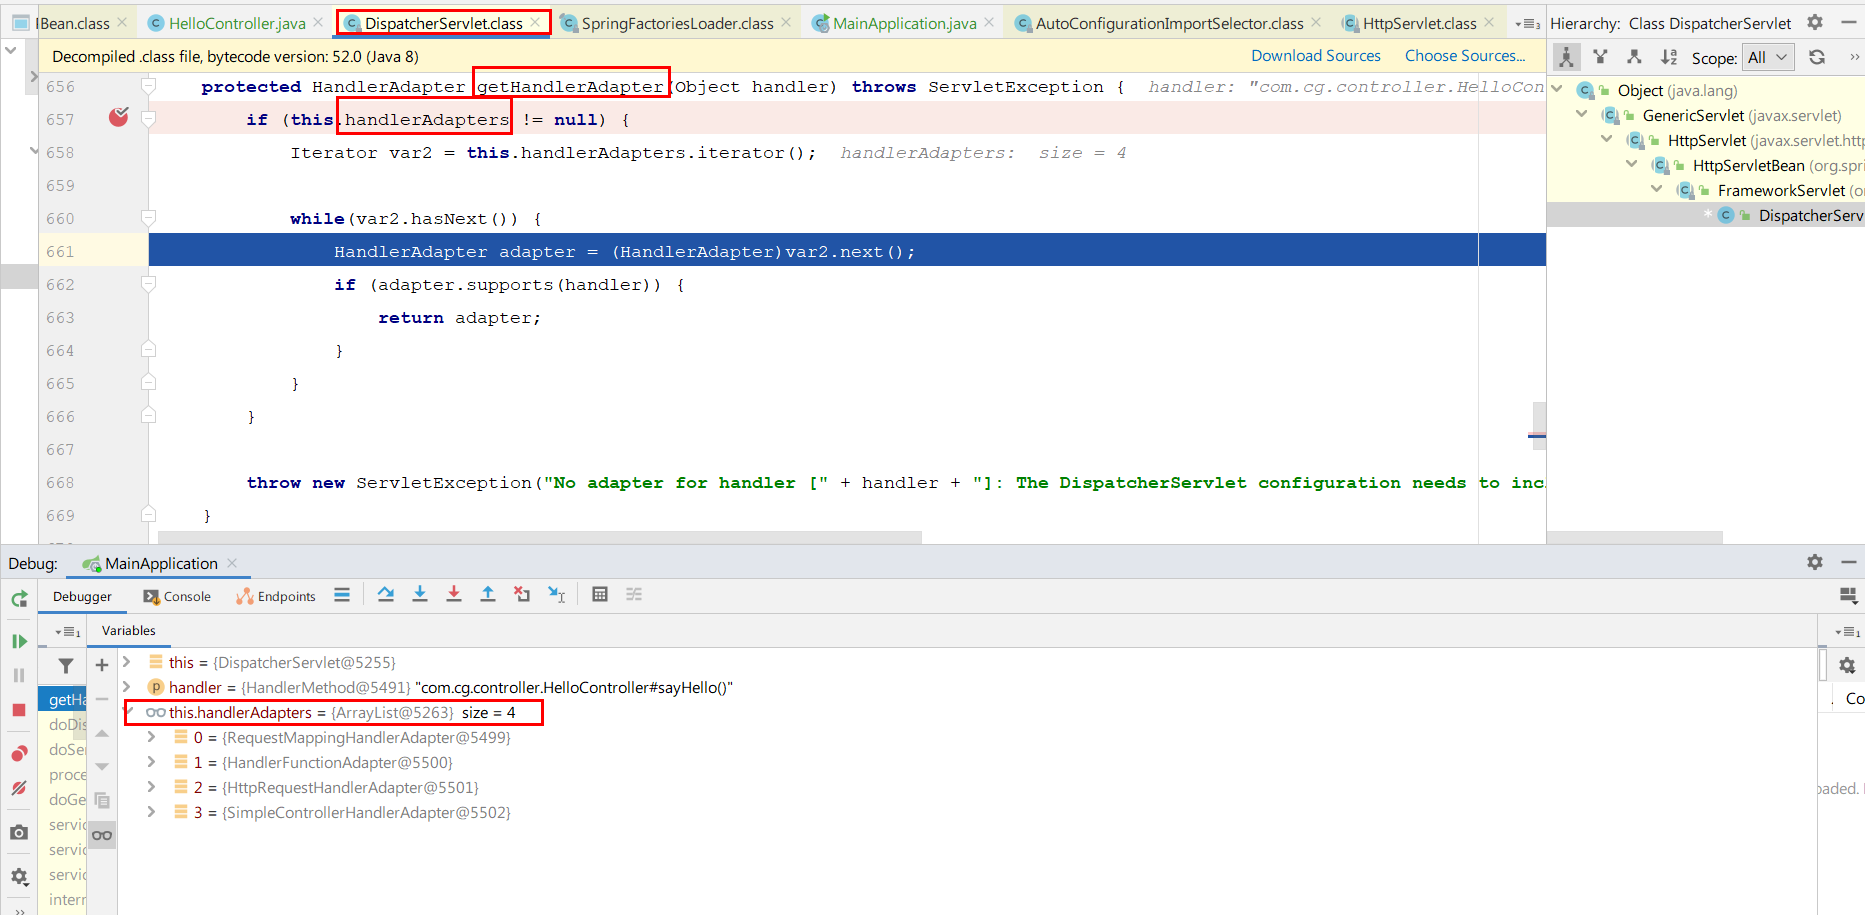 Bean.class HelloController.java DispatcherServlet.class SpringFactoriesLoader.class MainApplication.java AutoConfigurationImportSelector.class HttpServlet.class
Hierarchy: Class DispatcherServlet
Decompiled .class file, bytecode version: 52.0 (Java 8) Download Sources Choose Sources...
Scope: All
656 protected HandlerAdapter getHandlerAdapter(Object handler) throws ServletException { handler: "com.cg.controller.HelloCon
657 if (this.handlerAdapters != null) {
658 Iterator var2 = this.handlerAdapters.iterator(); handlerAdapters: size = 4
659
660 while(var2.hasNext()) {
661 HandlerAdapter adapter = (HandlerAdapter)var2.next();
662 if (adapter.supports(handler)) {
663 return adapter;
664 }
665 }
666 }
667
668 throw new ServletException("No adapter for handler [" + handler + "]: The DispatcherServlet configuration needs to inc
669 }
Object (java.lang)
GenericServlet (javax.servlet)
HttpServlet (javax.servlet.http
HttpServletBean (org.spri
FrameworkServlet (or
* DispatcherServ
Debug: MainApplication
Debugger Console Endpoints
Variables
getHa
doDis
doSer
proce
doGe
servic
servic
servic
interr
this = {DispatcherServlet@5255}
handler = {HandlerMethod@5491} "com.cg.controller.HelloController#sayHello()"
this.handlerAdapters = {ArrayList@5263} size = 4
0 = {RequestMappingHandlerAdapter@5499}
1 = {HandlerFunctionAdapter@5500}
2 = {HttpRequestHandlerAdapter@5501}
3 = {SimpleControllerHandlerAdapter@5502}
Co
oaded.